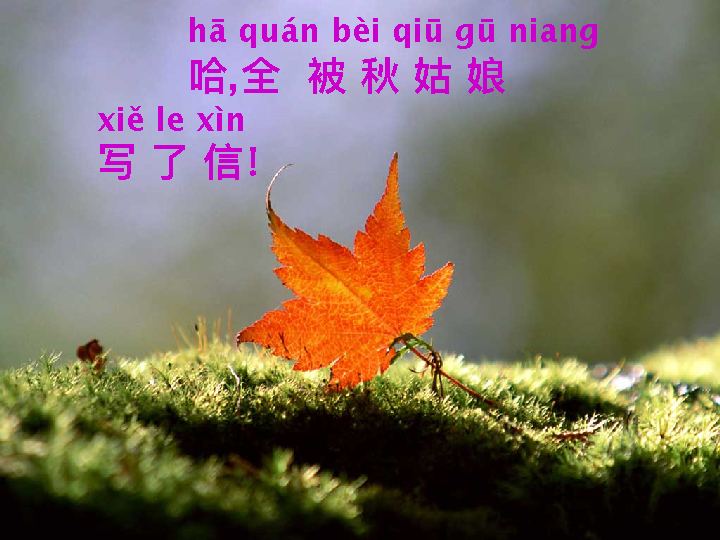 hā quán bèi qiū gū niang
哈,全 被 秋 姑 娘
xiě le xìn
写 了 信!